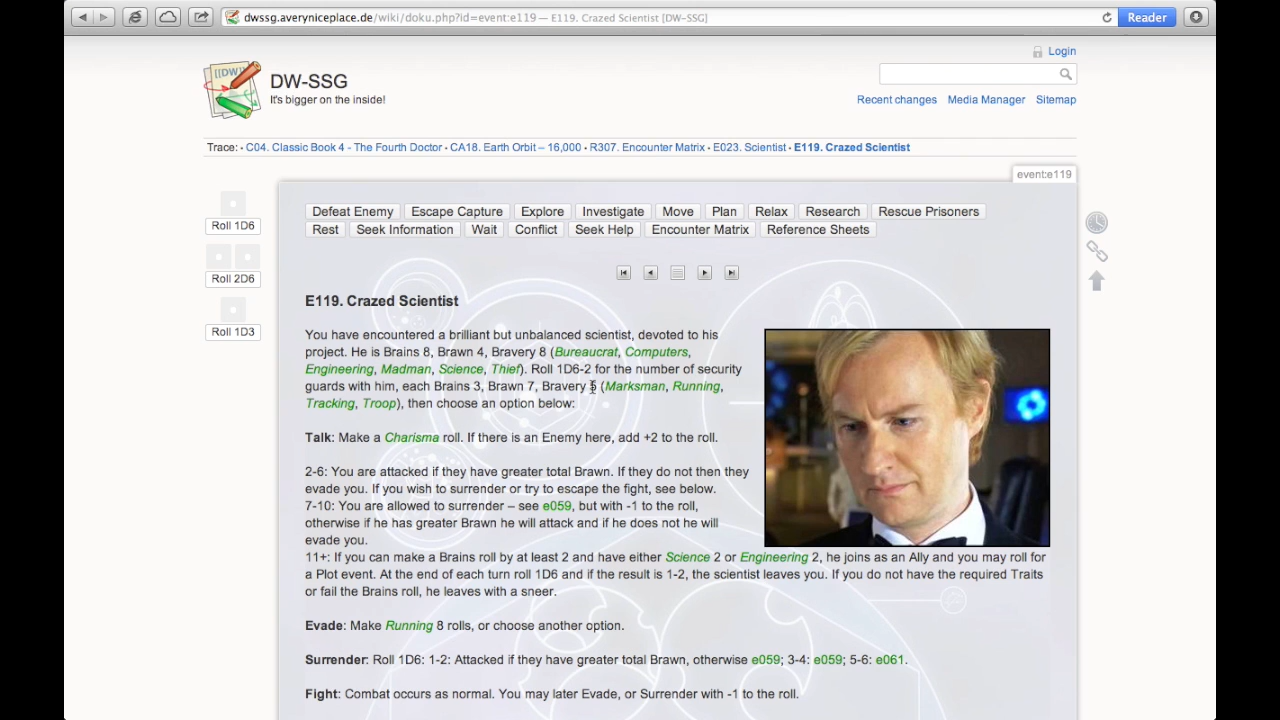 dwssg.averyniceplace.de/wiki/doku.php?id=event:e119 — E119. Crazed Scientist [DW-SSG]
Reader
Login
[[DW]]
DW-SSG
It's bigger on the inside!
Recent changes Media Manager Sitemap
Trace: • C04. Classic Book 4 - The Fourth Doctor • CA18. Earth Orbit – 16,000 • R307. Encounter Matrix • E023. Scientist • E119. Crazed Scientist
event:e119
Roll 1D6
Roll 2D6
Roll 1D3
Defeat Enemy Escape Capture Explore Investigate Move Plan Relax Research Rescue Prisoners
Rest Seek Information Wait Conflict Seek Help Encounter Matrix Reference Sheets
E119. Crazed Scientist
You have encountered a brilliant but unbalanced scientist, devoted to his
project. He is Brains 8, Brawn 4, Bravery 8 (Bureaucrat, Computers,
Engineering, Madman, Science, Thief). Roll 1D6-2 for the number of security
guards with him, each Brains 3, Brawn 7, Bravery (Marksman, Running,
Tracking, Troop), then choose an option below:
Talk: Make a Charisma roll. If there is an Enemy here, add +2 to the roll.
2-6: You are attacked if they have greater total Brawn. If they do not then they
evade you. If you wish to surrender or try to escape the fight, see below.
7-10: You are allowed to surrender – see e059, but with -1 to the roll,
otherwise if he has greater Brawn he will attack and if he does not he will
evade you.
11+: If you can make a Brains roll by at least 2 and have either Science 2 or Engineering 2, he joins as an Ally and you may roll for
a Plot event. At the end of each turn roll 1D6 and if the result is 1-2, the scientist leaves you. If you do not have the required Traits
or fail the Brains roll, he leaves with a sneer.
Evade: Make Running 8 rolls, or choose another option.
Surrender: Roll 1D6: 1-2: Attacked if they have greater total Brawn, otherwise e059; 3-4: e059; 5-6: e061.
Fight: Combat occurs as normal. You may later Evade, or Surrender with -1 to the roll.